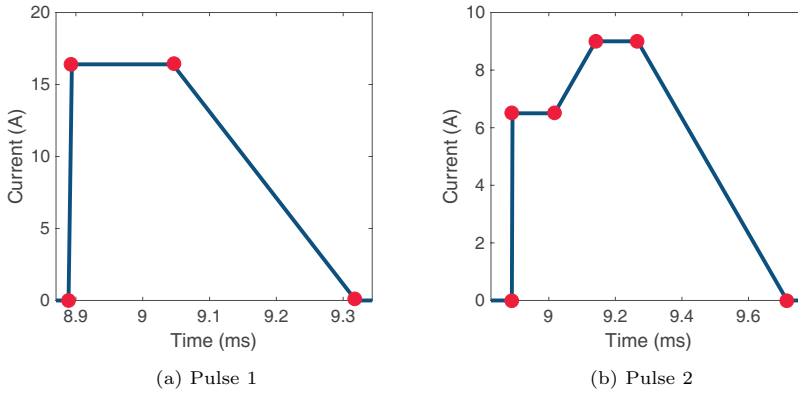 20
15
10
5
0
Current (A)
8.9 9 9.1 9.2 9.3
Time (ms)
(a) Pulse 1
10
8
6
4
2
0
Current (A)
9 9.2 9.4 9.6
Time (ms)
(b) Pulse 2